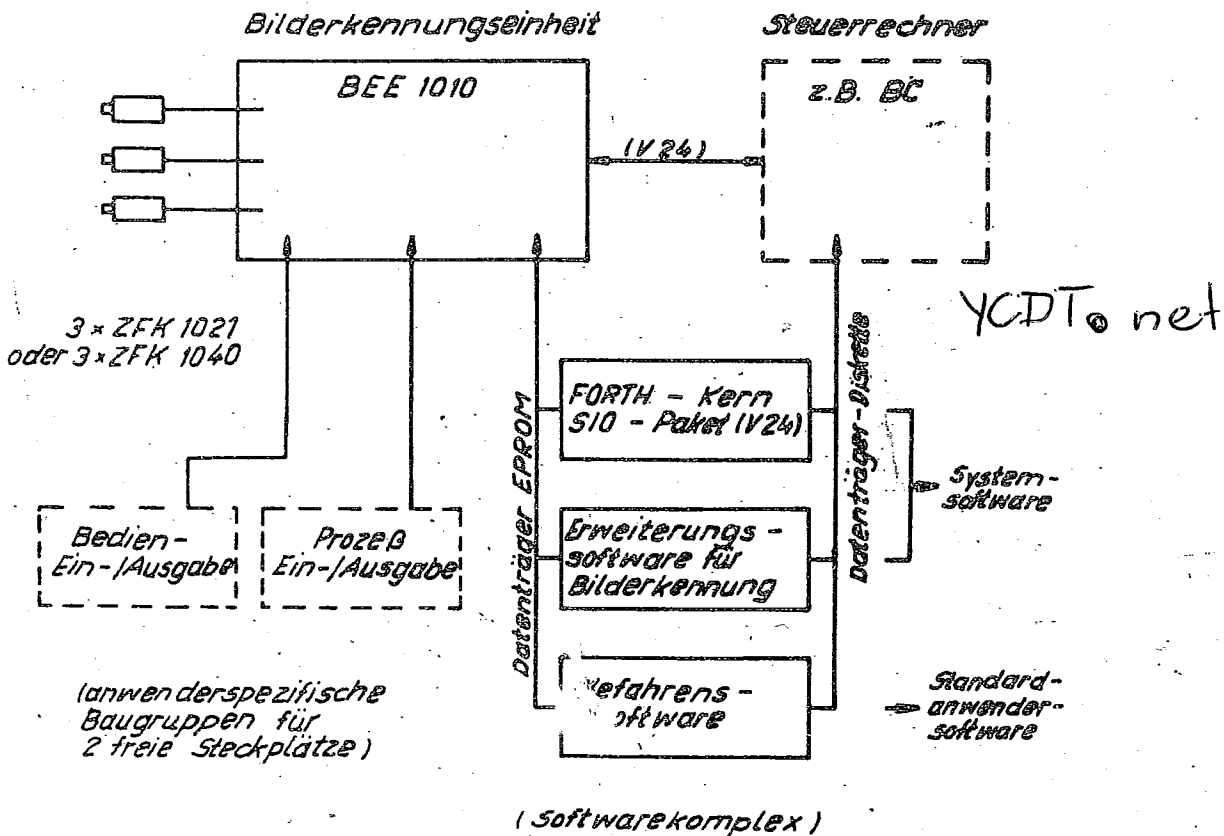 Bilderkennungseinheit
Steuerrechner
BEE 1010
z.B. BC
(V24)
3 x ZFK 1021
oder 3 x ZFK 1040
YCDT. net
FORTH - Kern
SIO - Paket (V24)
Datenträger EPROM
Datenträger - Diskette
System-
software
Bedien-
Ein-/Ausgabe
Prozeß
Ein-/Ausgabe
Erweiterungs-
software für
Bilderkennung
efahrens -
oftware
Standard-
anwender-
software
(anwenderspezifische
Baugruppen für
2 freie Steckplätze)
(Softwarekomplex)